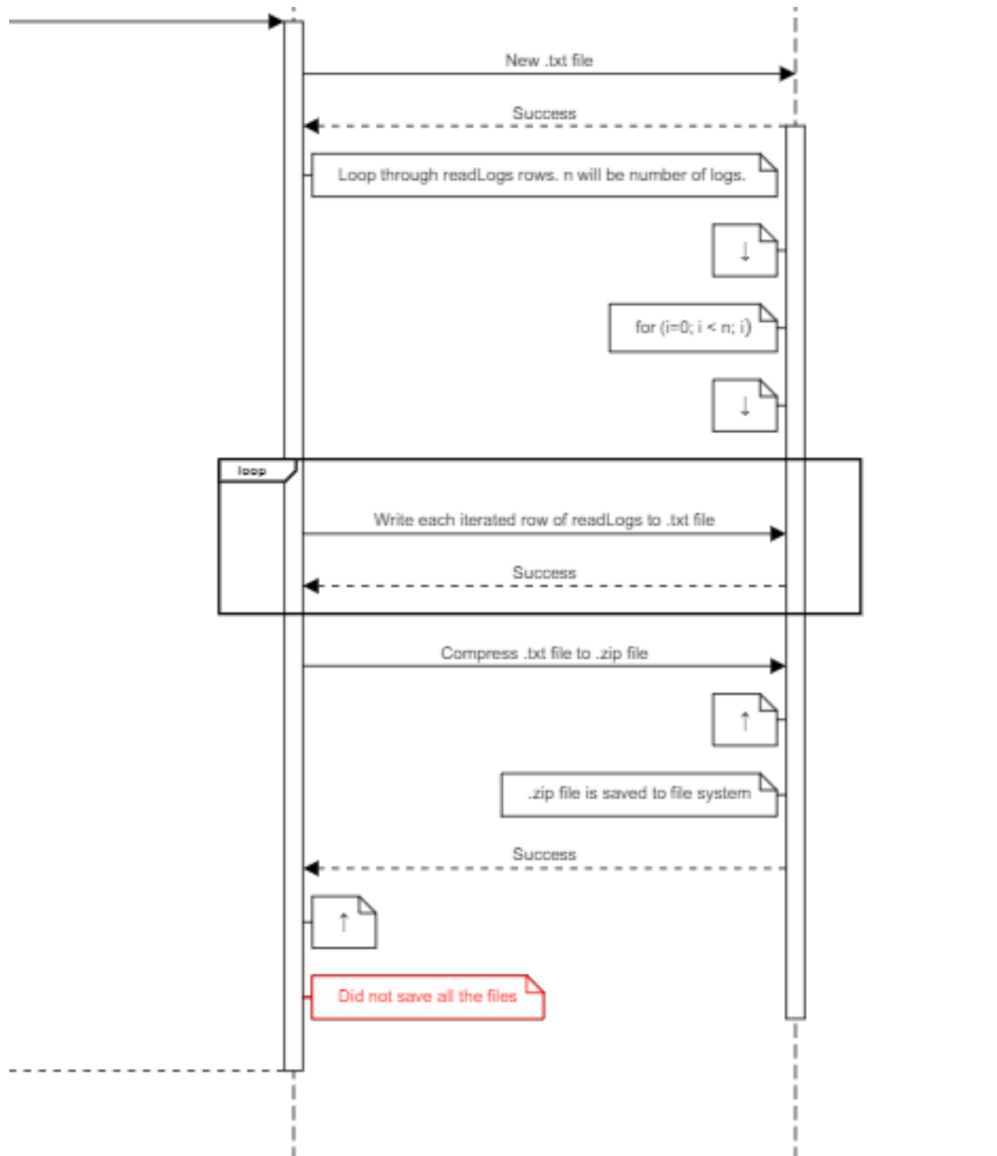 New .txt file
Success
Loop through readLogs rows. n will be number of logs.
↓
for (i=0; i < n; i)
↓
loop
Write each iterated row of readLogs to .txt file
Success
Compress .txt file to .zip file
↑
.zip file is saved to file system
Success
↑
Did not save all the files